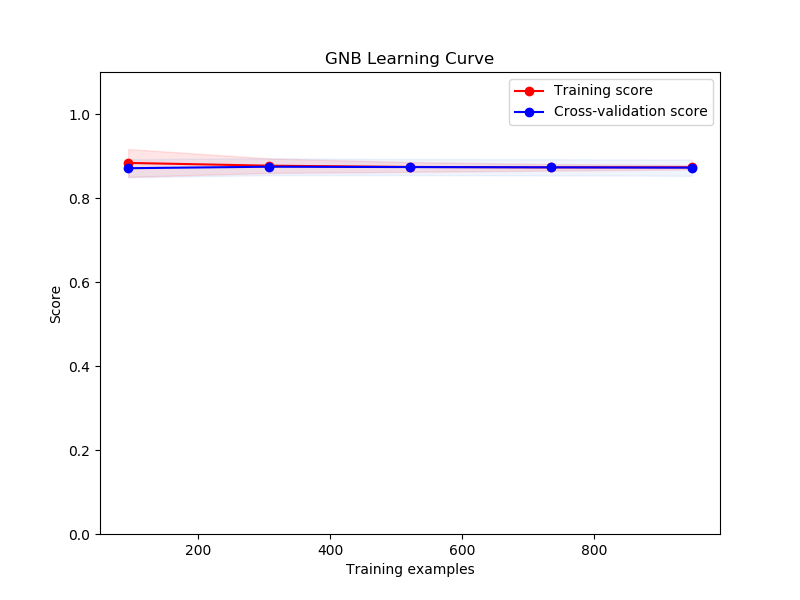 GNB Learning Curve
Training score
Cross-validation score
1.0
0.8
0.6
0.4
0.2
0.0
Score
200 400 600 800
Training examples